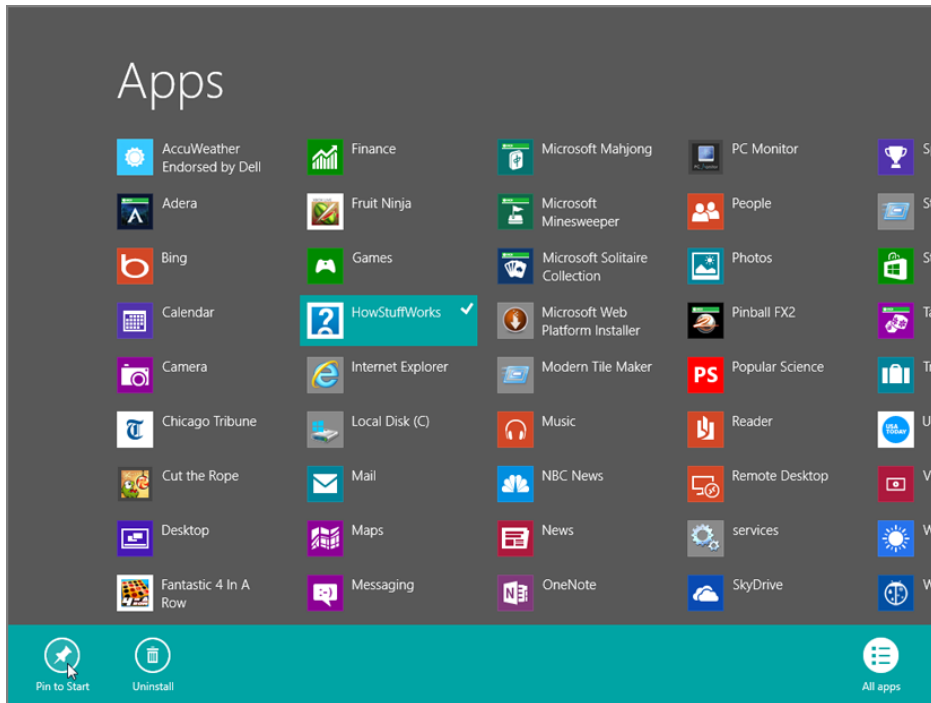 Apps
AccuWeather
Endorsed by Dell
Adera
Bing
Calendar
Camera
Chicago Tribune
Cut the Rope
Desktop
Fantastic 4 In A
Row
Finance
Fruit Ninja
Games
HowStuffWorks
Internet Explorer
Local Disk (C)
Mail
Maps
Messaging
Microsoft Mahjong
Microsoft
Minesweeper
Microsoft Solitaire
Collection
Microsoft Web
Platform Installer
Modern Tile Maker
Music
NBC News
News
OneNote
PC Monitor
People
Photos
Pinball FX2
PS
Popular Science
Reader
Remote Desktop
services
SkyDrive
USA
TODAY
Pin to Start
Uninstall
All apps